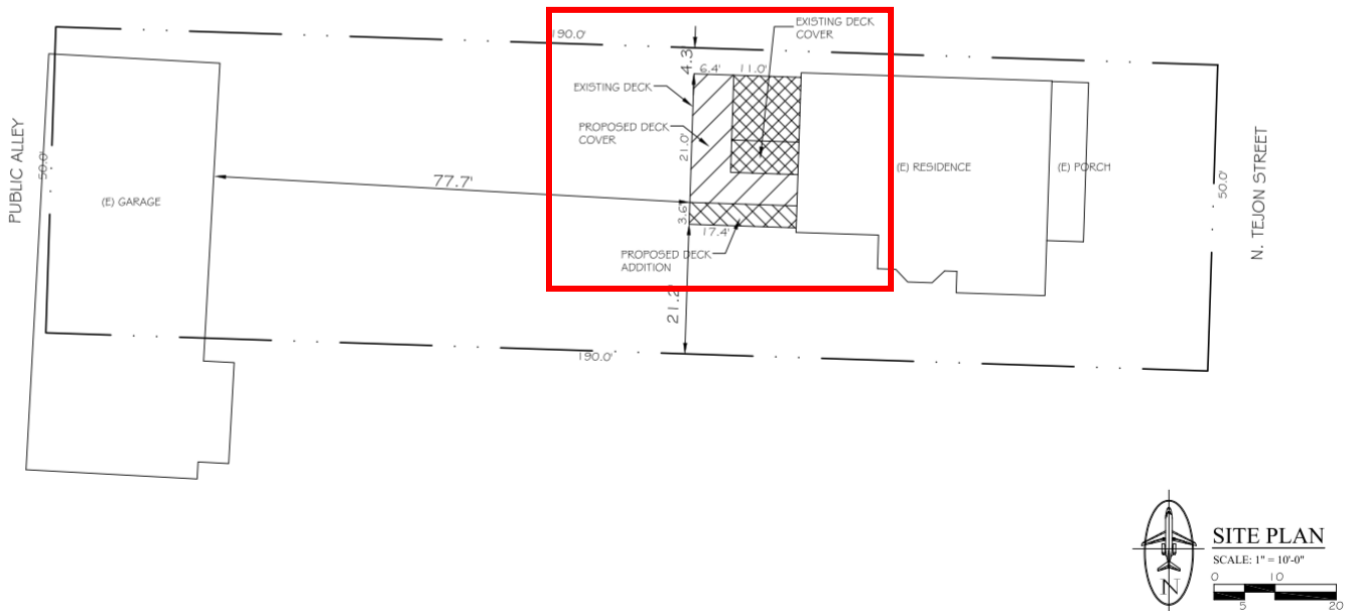 190.0'
EXISTING DECK
COVER
4.3
6.4'
11.0'
EXISTING DECK
PROPOSED DECK
COVER
21.0'
PUBLIC ALLEY
50.0'
(E) GARAGE
77.7'
(E) RESIDENCE
(E) PORCH
50.0'
N. TEJON STREET
3.6'
17.4'
PROPOSED DECK
ADDITION
21.2'
190.0'
N
SITE PLAN
SCALE: 1" = 10'-0"
0 10
5 20